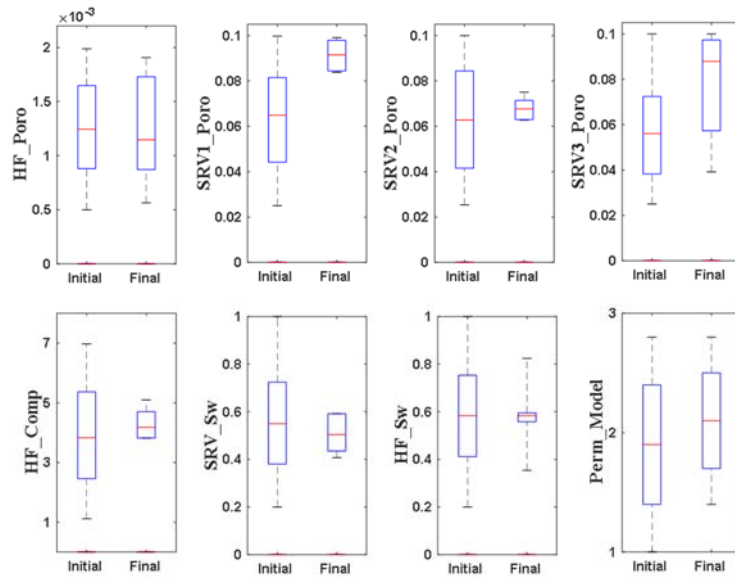 ×10⁻³
2
1.5
1
0.5
0
HF_Poro
Initial Final
0.1
0.08
0.06
0.04
0.02
0
SRV1_Poro
Initial Final
0.1
0.08
0.06
0.04
0.02
0
SRV2_Poro
Initial Final
0.1
0.08
0.06
0.04
0.02
0
SRV3_Poro
Initial Final
7
5
3
1
HF_Comp
Initial Final
1
0.8
0.6
0.4
0.2
0
SRV_Sw
Initial Final
1
0.8
0.6
0.4
0.2
0
HF_Sw
Initial Final
3
2
1
Perm_Model
Initial Final